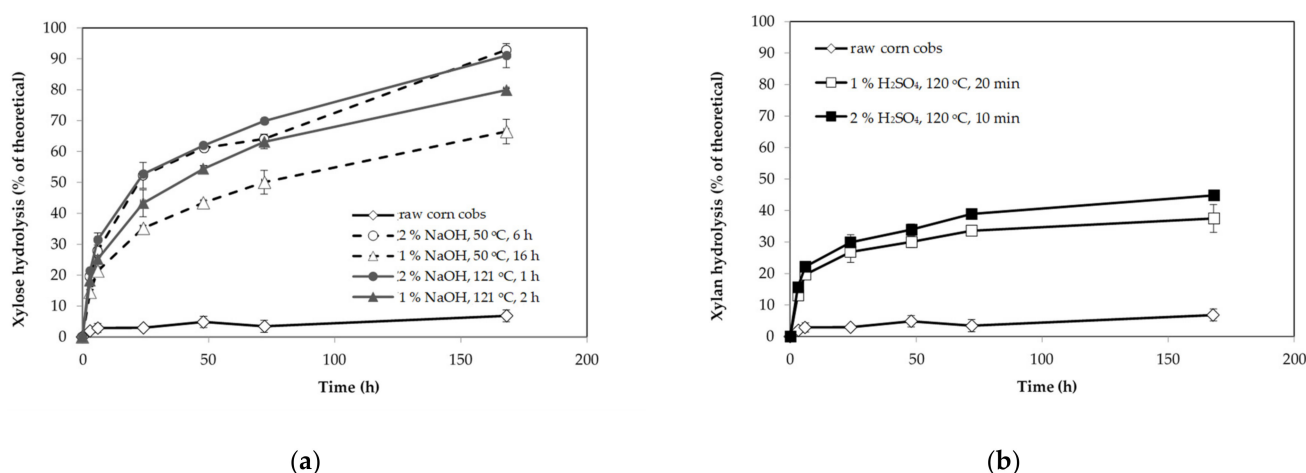 Xylose hydrolysis (% of theoretical)
100
90
80
70
60
50
40
30
20
10
0
raw corn cobs
2 % NaOH, 50 °C, 6 h
1 % NaOH, 50 °C, 16 h
2 % NaOH, 121 °C, 1 h
1 % NaOH, 121 °C, 2 h
0 50 100 150 200
Time (h)
(a)
Xylan hydrolysis (% of theoretical)
100
90
80
70
60
50
40
30
20
10
0
raw corn cobs
1 % H₂SO₄, 120 °C, 20 min
2 % H₂SO₄, 120 °C, 10 min
0 50 100 150 200
Time (h)
(b)